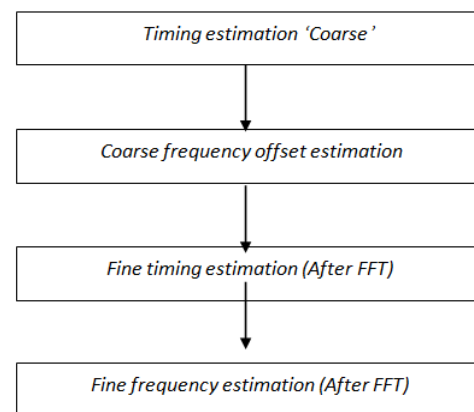 Timing estimation ‘Coarse’
Coarse frequency offset estimation
Fine timing estimation (After FFT)
Fine frequency estimation (After FFT)